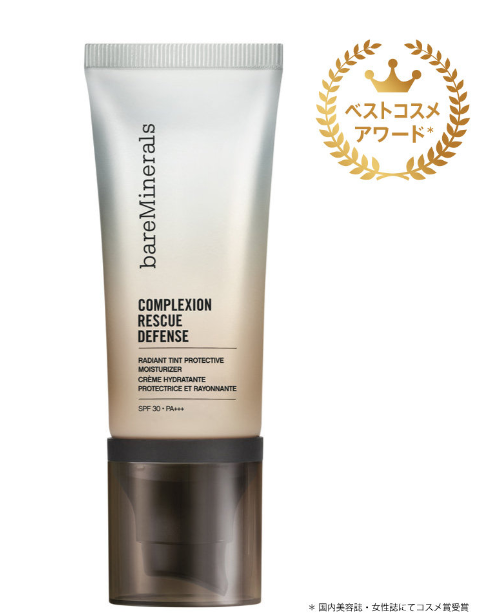 ベストコスメ
アワード*
bareMinerals
COMPLEXION
RESCUE
DEFENSE
RADIANT TINT PROTECTIVE
MOISTURIZER
CRÈME HYDRATANTE
PROTECTRICE ET RAYONNANTE
SPF 30 • PA+++
* 国内美容誌・女性誌にてコスメ賞受賞